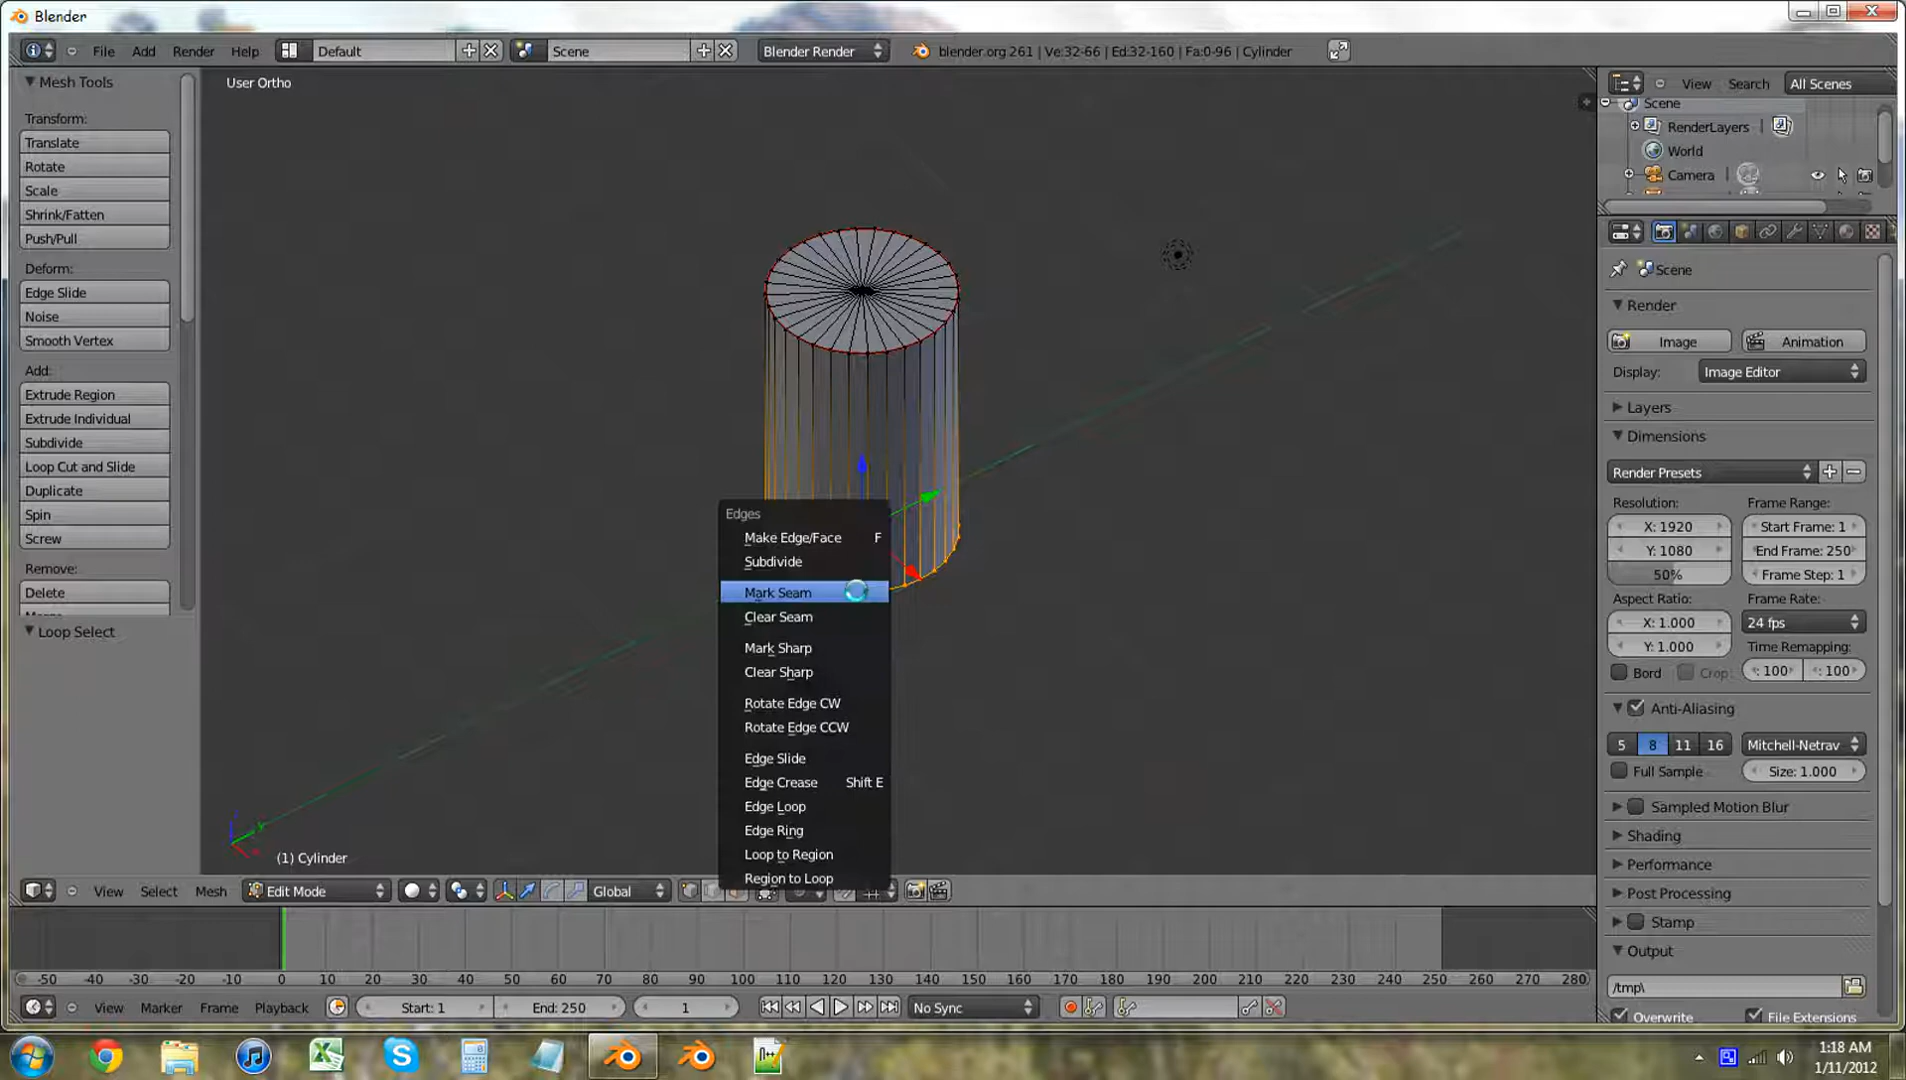 Blender
File Add Render Help Default Scene Blender Render blender.org 261 | Ve:32-66 | Ed:32-160 | Fa:0-96 | Cylinder
Mesh Tools
Transform:
Translate
Rotate
Scale
Shrink/Fatten
Push/Pull
Deform:
Edge Slide
Noise
Smooth Vertex
Add:
Extrude Region
Extrude Individual
Subdivide
Loop Cut and Slide
Duplicate
Spin
Screw
Remove:
Delete
Loop Select
User Ortho
(1) Cylinder
Edges
Make Edge/Face F
Subdivide
Mark Seam
Clear Seam
Mark Sharp
Clear Sharp
Rotate Edge CW
Rotate Edge CCW
Edge Slide
Edge Crease Shift E
Edge Loop
Edge Ring
Loop to Region
Region to Loop
View Select Mesh Edit Mode Global
-50 -40 -30 -20 -10 0 10 20 30 40 50 60 70 80 90 100 110 120 130 140 150 160 170 180 190 200 210 220 230 240 250 260 270 280
View Marker Frame Playback Start: 1 End: 250 1 No Sync
View Search All Scenes
Scene
RenderLayers |
World
Camera |
Scene
Render
Image Animation
Display: Image Editor
Layers
Dimensions
Render Presets
Resolution: Frame Range:
X: 1920 Start Frame: 1
Y: 1080 End Frame: 250
50% Frame Step: 1
Aspect Ratio: Frame Rate:
X: 1.000 24 fps
Y: 1.000 Time Remapping:
Bord Crop : 100 : 100
Anti-Aliasing
5 8 11 16 Mitchell-Netrav
Full Sample Size: 1.000
Sampled Motion Blur
Shading
Performance
Post Processing
Stamp
Output
/tmp\
Overwrite File Extensions
1:18 AM
1/11/2012